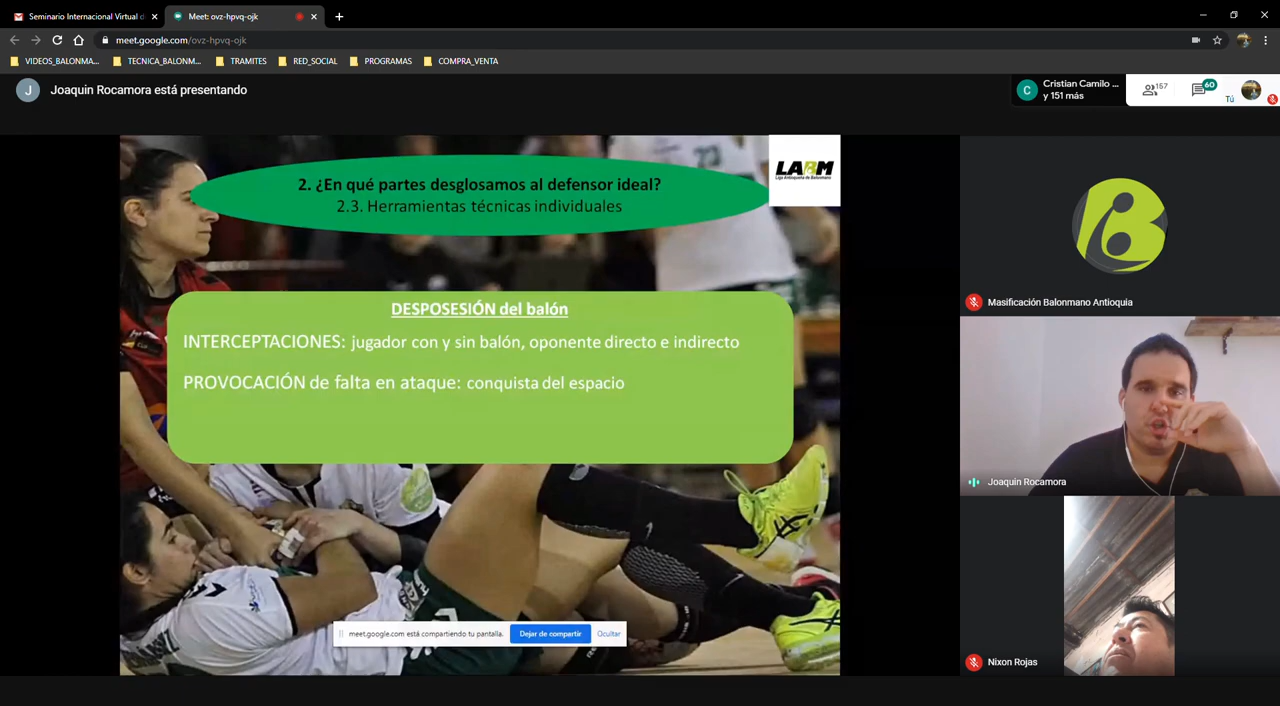 Seminario Internacional Virtual d
Meet: ovz-hpvq-ojk
meet.google.com/ovz-hpvq-ojk
VIDEOS_BALONMA...
TECNICA_BALONM...
TRAMITES
RED_SOCIAL
PROGRAMAS
COMPRA_VENTA
J
Joaquin Rocamora está presentando
C
Cristian Camilo ...
y 151 más
157
60
Tú
2. ¿En qué partes desglosamos al defensor ideal?
2.3. Herramientas técnicas individuales
LABM
Liga Antioqueña de Balonmano
23
DESPOSESIÓN del balón
INTERCEPTACIONES: jugador con y sin balón, oponente directo e indirecto
PROVOCACIÓN de falta en ataque: conquista del espacio
meet.google.com está compartiendo tu pantalla.
Dejar de compartir
Ocultar
Masificación Balonmano Antioquia
Joaquin Rocamora
Nixon Rojas